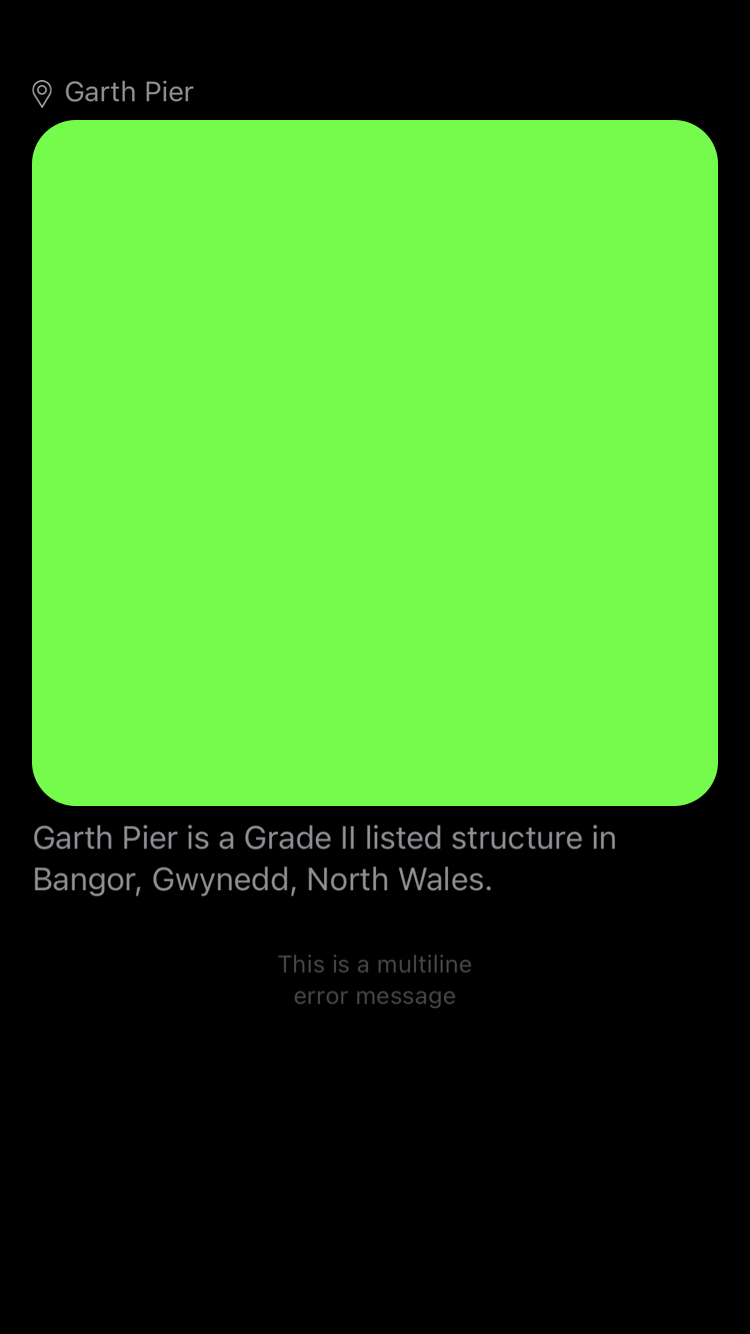 Garth Pier
Garth Pier is a Grade II listed structure in
Bangor, Gwynedd, North Wales.
This is a multiline
error message